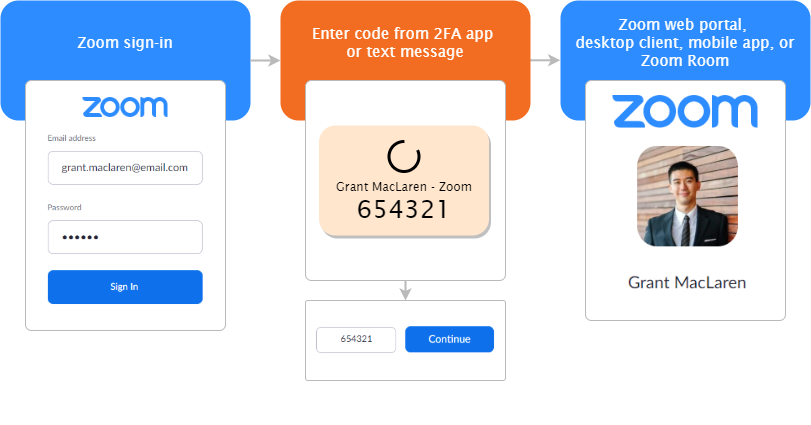 Zoom sign-in
zoom
Email address
grant.maclaren@email.com
Password
••••••
Sign In
Enter code from 2FA app
or text message
Grant MacLaren - Zoom
654321
654321
Continue
Zoom web portal,
desktop client, mobile app, or
Zoom Room
zoom
Grant MacLaren